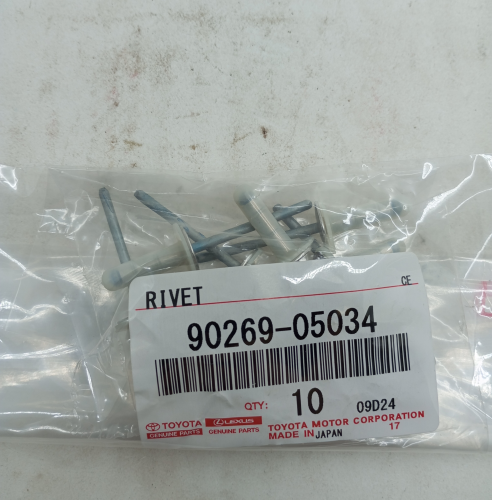 RIVET
CE
90269-05034
QTY: 10 09D24
TOYOTA LEXUS TOYOTA MOTOR CORPORATION
GENUINE PARTS GENUINE PARTS MADE IN JAPAN 17